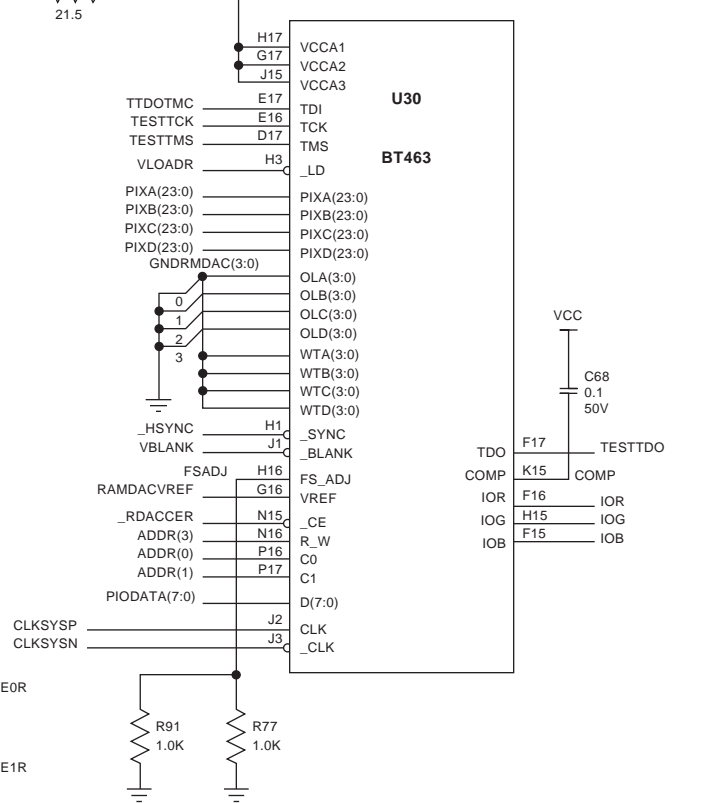 21.5
H17 VCCA1
G17 VCCA2
J15 VCCA3
U30
TTDOTMC E17 TDI
TESTTCK E16 TCK
TESTTMS D17 TMS
BT463
VLOADR H3 _LD
PIXA(23:0) PIXA(23:0)
PIXB(23:0) PIXB(23:0)
PIXC(23:0) PIXC(23:0)
PIXD(23:0) PIXD(23:0)
GNDRMDAC(3:0)
OLA(3:0)
0 OLB(3:0)
1 OLC(3:0)
2 OLD(3:0)
3 WTA(3:0)
WTB(3:0)
WTC(3:0)
WTD(3:0)
VCC
C68
0.1
50V
_HSYNC H1 _SYNC
VBLANK J1 _BLANK
TDO F17 TESTTDO
FSADJ H16 FS_ADJ
COMP K15 COMP
RAMDACVREF G16 VREF
IOR F16 IOR
_RDACCER N15 _CE
IOG H15 IOG
ADDR(3) N16 R_W
IOB F15 IOB
ADDR(0) P16 C0
ADDR(1) P17 C1
PIODATA(7:0) D(7:0)
CLKSYSP J2 CLK
CLKSYSN J3 _CLK
E0R
R91
1.0K
R77
1.0K
E1R